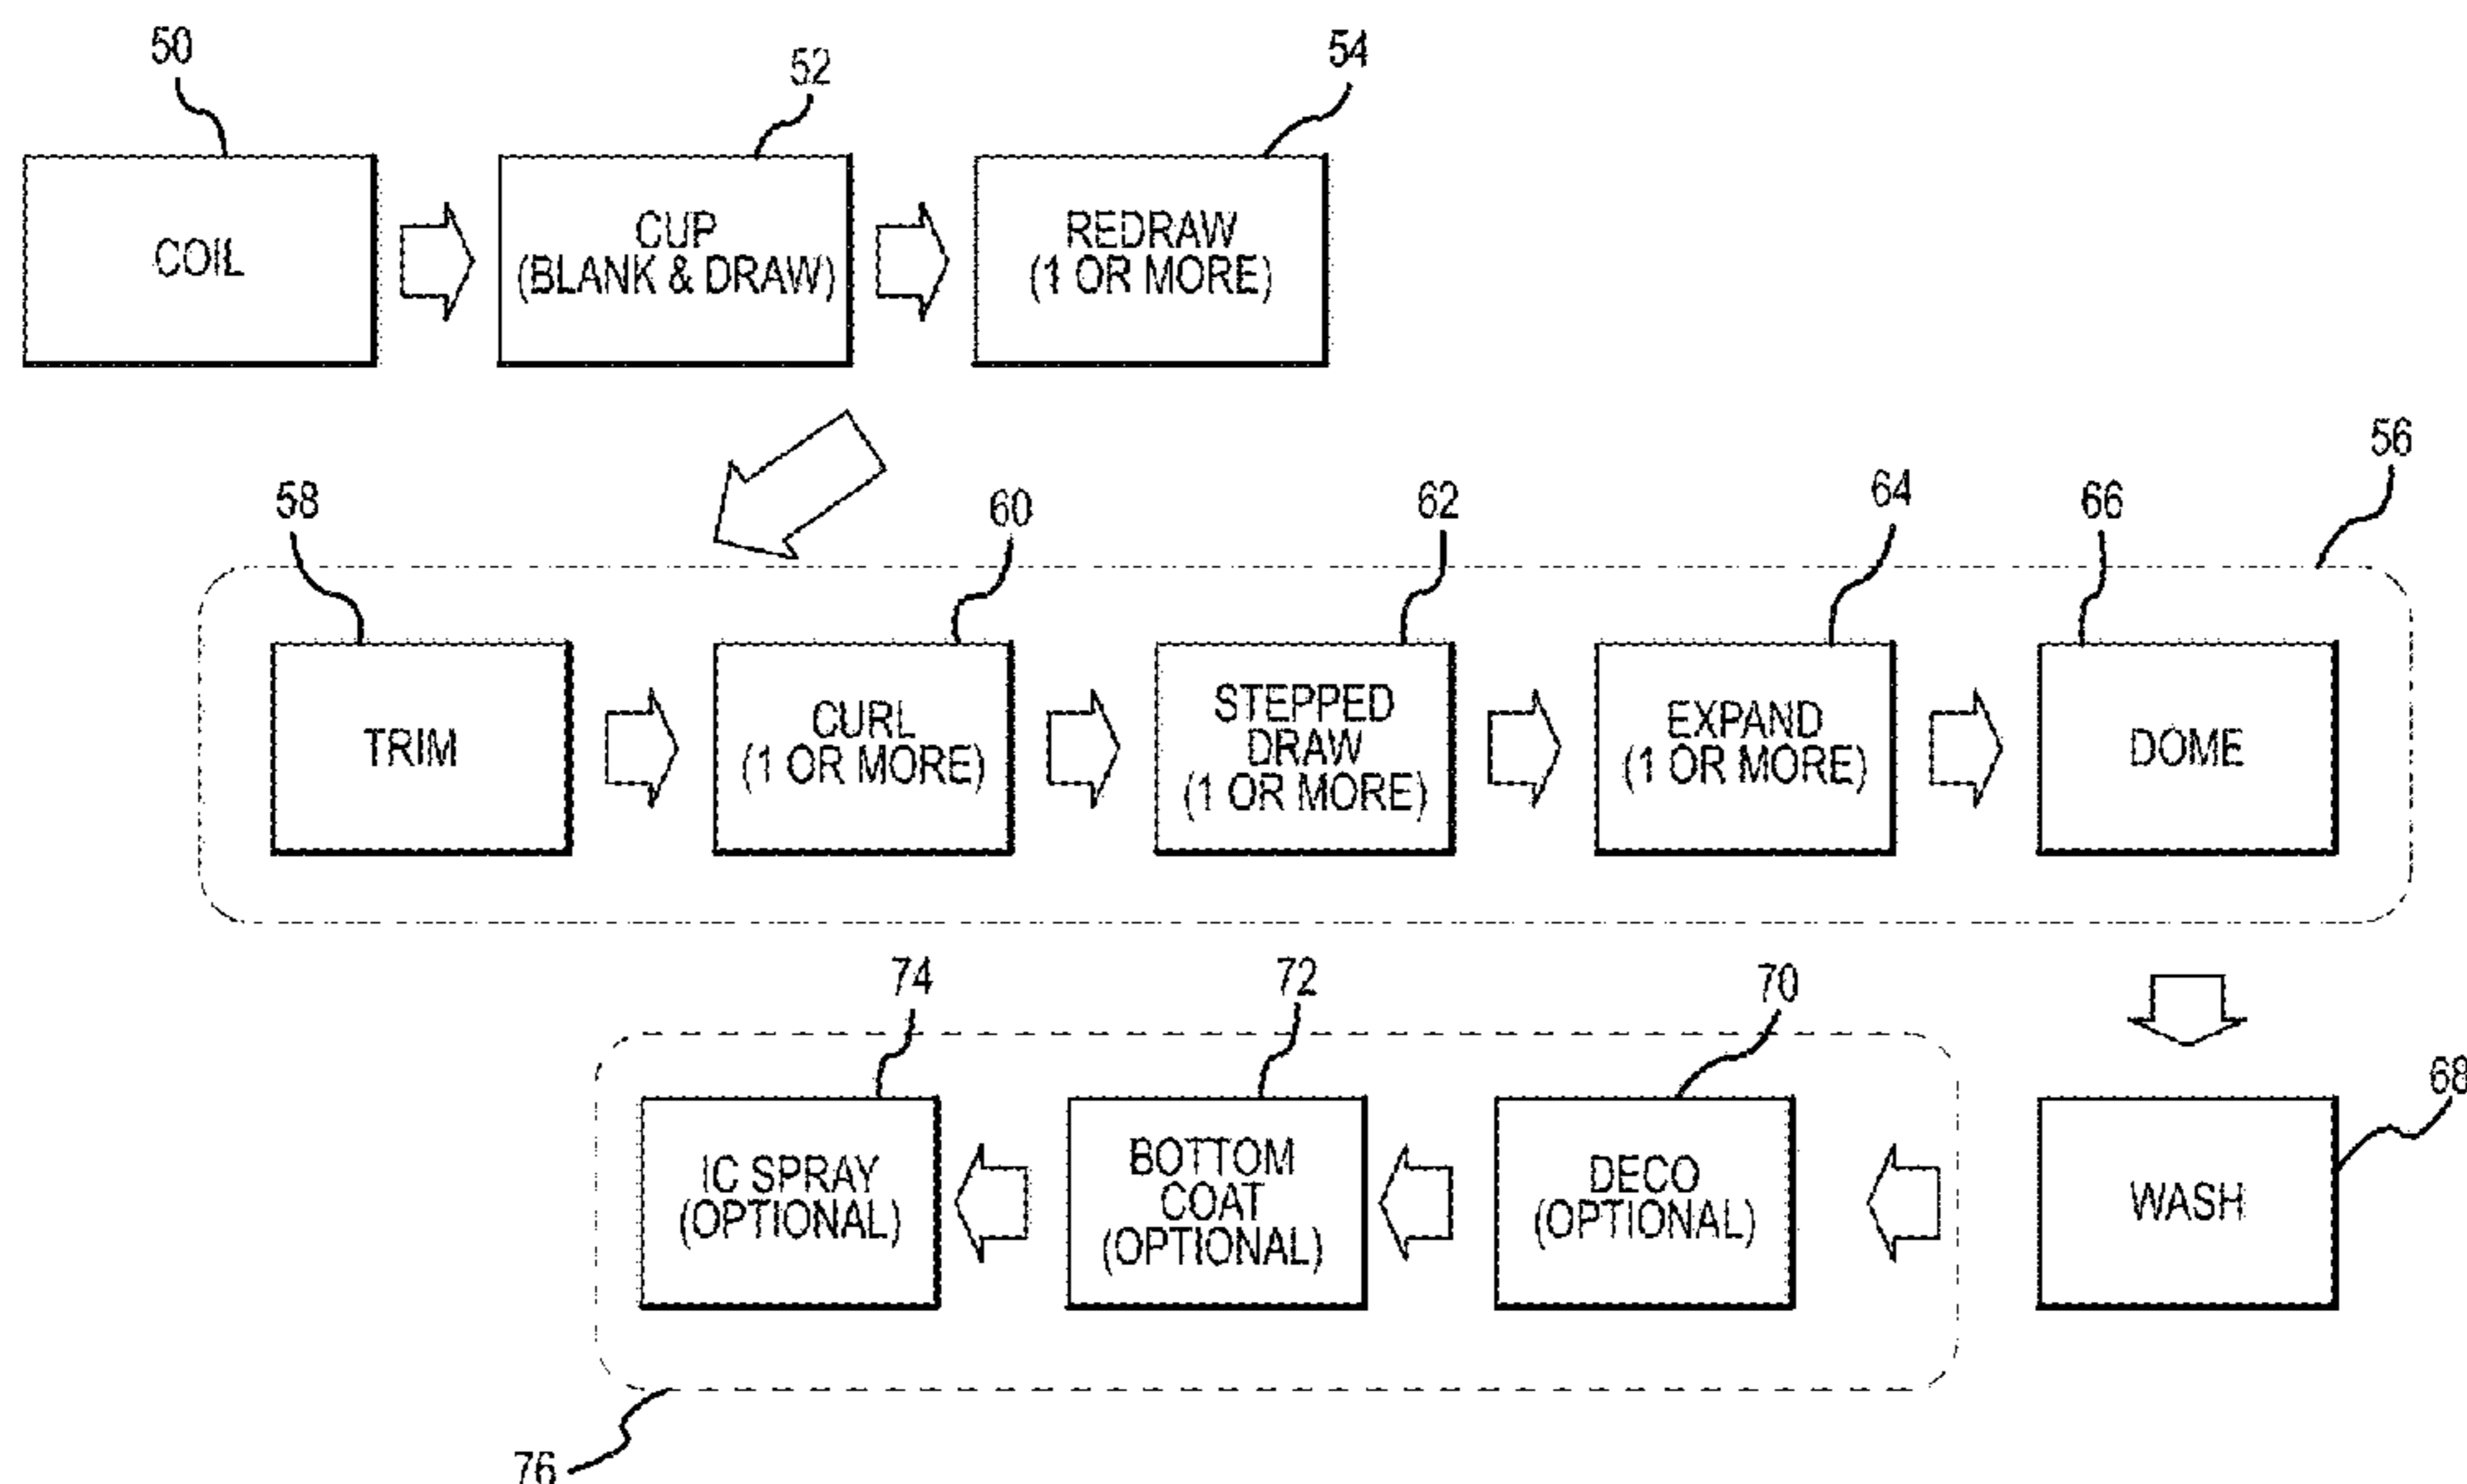 50
52
54
COIL
CUP
(BLANK & DRAW)
REDRAW
(1 OR MORE)
56
58
60
62
64
66
TRIM
CURL
(1 OR MORE)
STEPPED
DRAW
(1 OR MORE)
EXPAND
(1 OR MORE)
DOME
74
72
70
68
IC SPRAY
(OPTIONAL)
BOTTOM
COAT
(OPTIONAL)
DECO
(OPTIONAL)
WASH
76